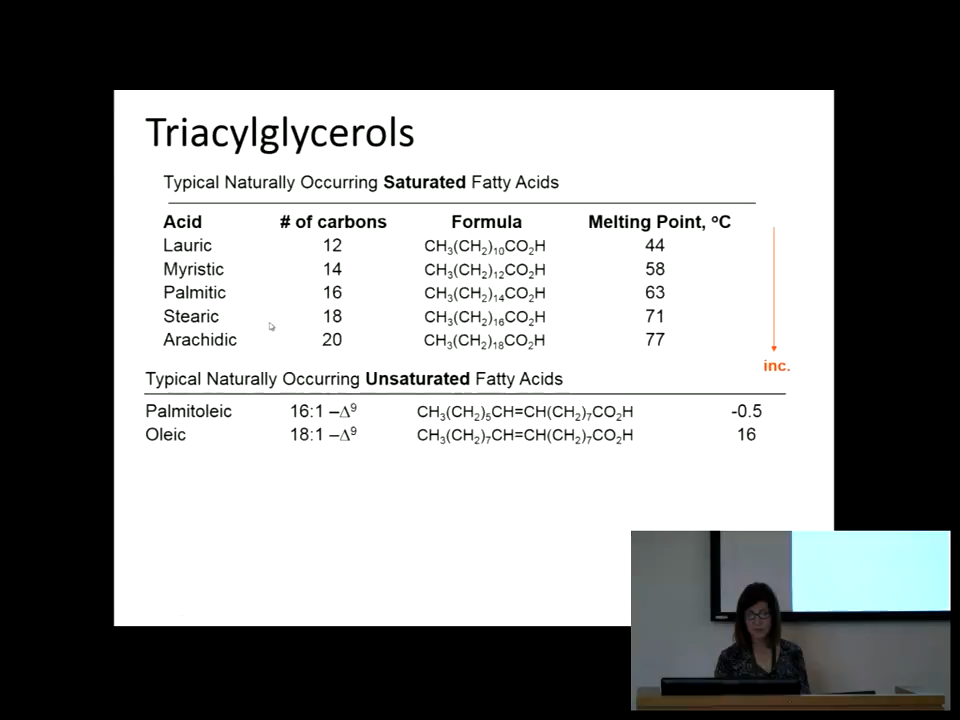 Triacylglycerols
Typical Naturally Occurring Saturated Fatty Acids
Acid # of carbons Formula Melting Point, °C
Lauric 12 CH₃(CH₂)₁₀CO₂H 44
Myristic 14 CH₃(CH₂)₁₂CO₂H 58
Palmitic 16 CH₃(CH₂)₁₄CO₂H 63
Stearic 18 CH₃(CH₂)₁₆CO₂H 71
Arachidic 20 CH₃(CH₂)₁₈CO₂H 77
inc.
Typical Naturally Occurring Unsaturated Fatty Acids
Palmitoleic 16:1 –Δ⁹ CH₃(CH₂)₅CH=CH(CH₂)₇CO₂H -0.5
Oleic 18:1 –Δ⁹ CH₃(CH₂)₇CH=CH(CH₂)₇CO₂H 16